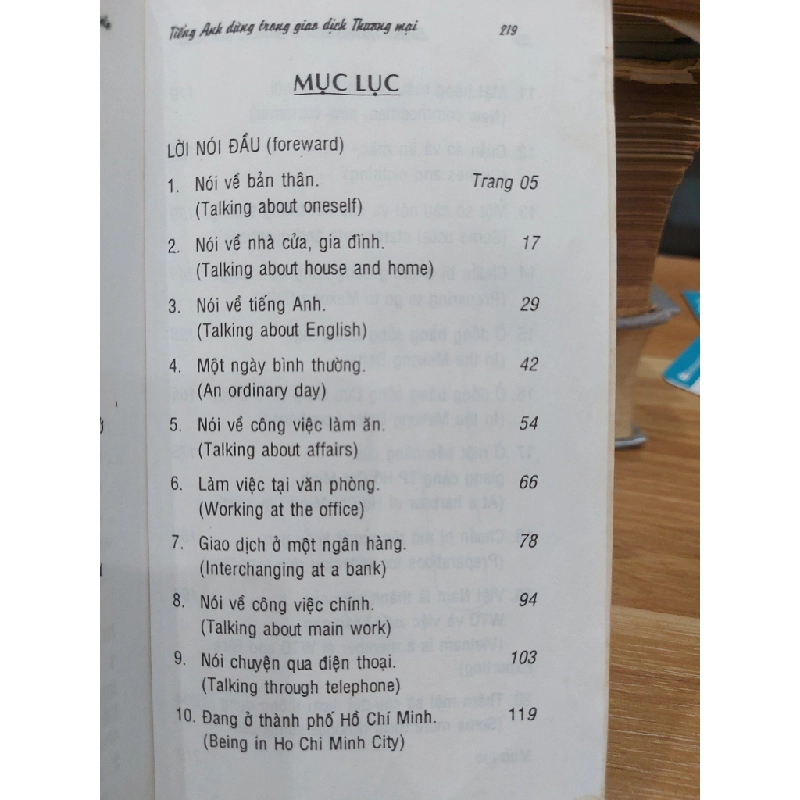 Tiếng Anh dùng trong giao dịch Thương mại 219
MỤC LỤC
LỜI NÓI ĐẦU (foreward)
1. Nói về bản thân. Trang 05
(Talking about oneself)
2. Nói về nhà cửa, gia đình. 17
(Talking about house and home)
3. Nói về tiếng Anh. 29
(Talking about English)
4. Một ngày bình thường. 42
(An ordinary day)
5. Nói về công việc làm ăn. 54
(Talking about affairs)
6. Làm việc tại văn phòng. 66
(Working at the office)
7. Giao dịch ở một ngân hàng. 78
(Interchanging at a bank)
8. Nói về công việc chính. 94
(Talking about main work)
9. Nói chuyện qua điện thoại. 103
(Talking through telephone)
10. Đang ở thành phố Hồ Chí Minh. 119
(Being in Ho Chi Minh City)